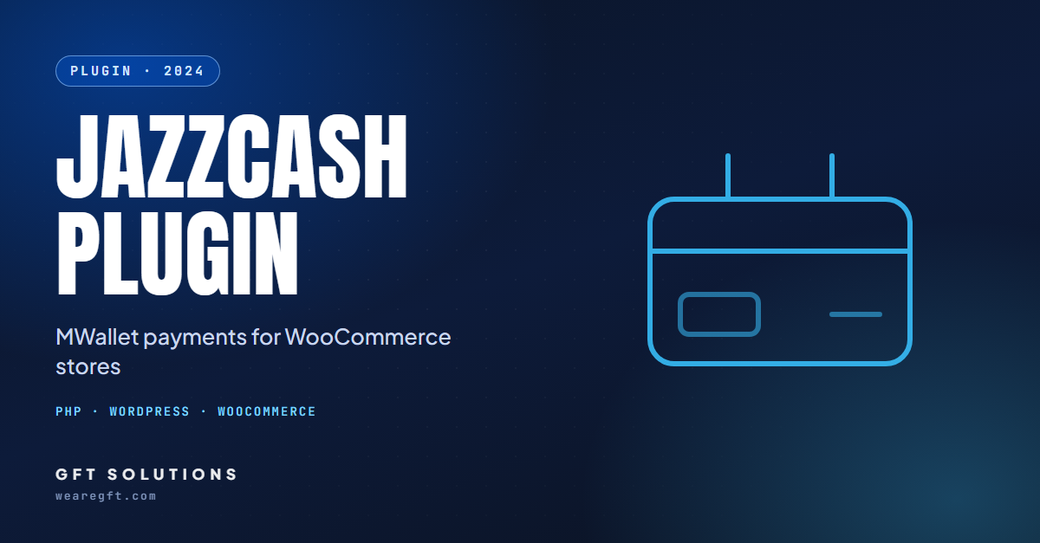 PLUGIN · 2024
JAZZCASH
PLUGIN
MWallet payments for WooCommerce
stores
PHP · WORDPRESS · WOOCOMMERCE
GFT SOLUTIONS
wearegft.com